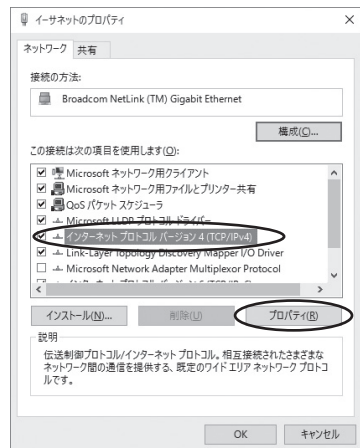 イーサネットのプロパティ
ネットワーク 共有
接続の方法:
Broadcom NetLink (TM) Gigabit Ethernet
構成(C)...
この接続は次の項目を使用します(O):
Microsoft ネットワーク用クライアント
Microsoft ネットワーク用ファイルとプリンター共有
QoS パケット スケジューラ
Microsoft LLDP プロトコル ドライバー
インターネット プロトコル バージョン 4 (TCP/IPv4)
Link-Layer Topology Discovery Mapper I/O Driver
Microsoft Network Adapter Multiplexor Protocol
インストール(N)... 削除(U) プロパティ(R)
説明
伝送制御プロトコル/インターネット プロトコル。相互接続されたさまざまな
ネットワーク間の通信を提供する、既定のワイド エリア ネットワーク プロトコ
ルです。
OK キャンセル